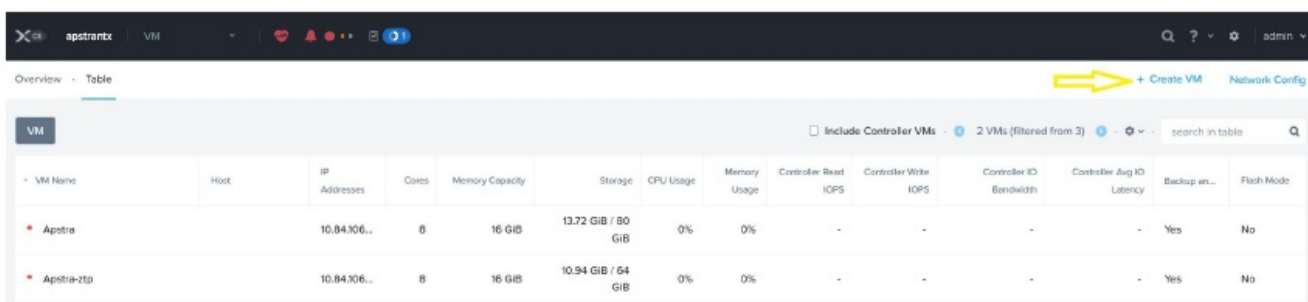 CE apstrantx VM 1 ? admin
Overview · Table + Create VM Network Config
VM Include Controller VMs · 2 VMs (filtered from 3) · · search in table
VM Name Host IP Addresses Cores Memory Capacity Storage CPU Usage Memory Usage Controller Read IOPS Controller Write IOPS Controller IO Bandwidth Controller Avg IO Latency Backup an... Flash Mode
Apstra 10.84.106... 8 16 GiB 13.72 GiB / 80 GiB 0% 0% - - - - Yes No
Apstra-ztp 10.84.106... 8 16 GiB 10.94 GiB / 64 GiB 0% 0% - - - - Yes No